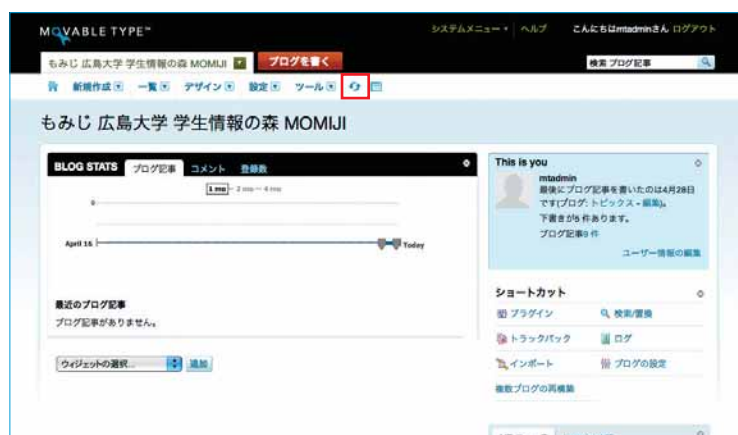 MOVABLE TYPE™
システムメニュー ヘルプ こんにちはmtadminさん ログアウト
もみじ 広島大学 学生情報の森 MOMIJI ブログを書く
検索 ブログ記事
新規作成 一覧 デザイン 設定 ツール
もみじ 広島大学 学生情報の森 MOMIJI
BLOG STATS ブログ記事 コメント 登録数
1 mo - 2 mo - 4 mo
0
April 16 Today
最近のブログ記事
ブログ記事がありません。
ウィジェットの選択... 追加
This is you
mtadmin
最後にブログ記事を書いたのは4月28日
です(ブログ: トピックス - 編集)。
下書きが5 件あります。
ブログ記事9 件
ユーザー情報の編集
ショートカット
プラグイン 検索/置換
トラックバック ログ
インポート ブログの設定
複数ブログの再構築